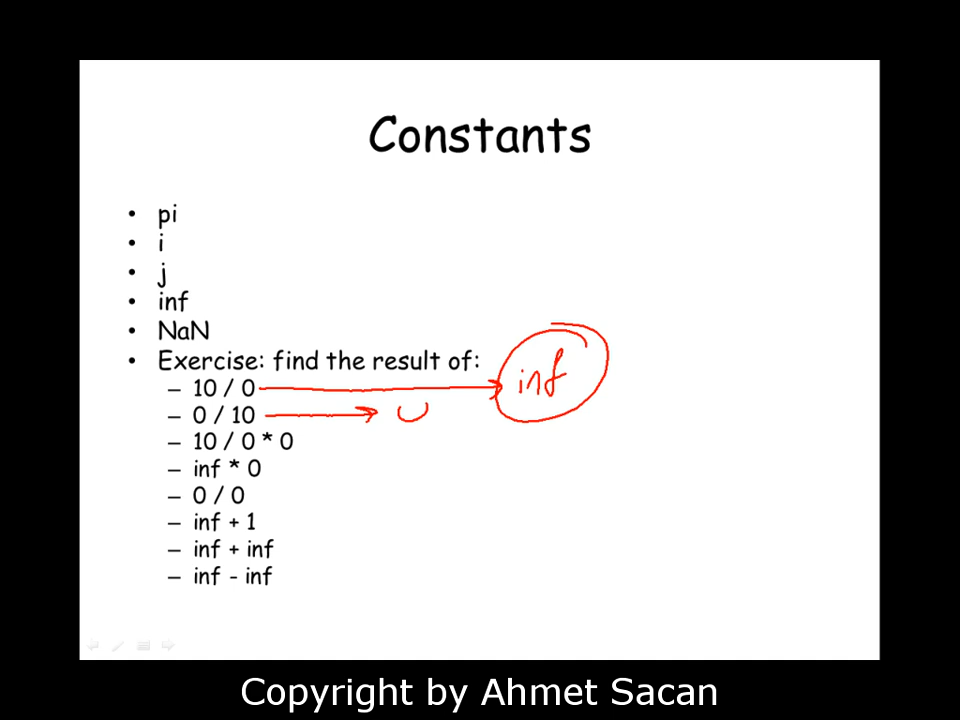 Constants
• pi
• i
• j
• inf
• NaN
• Exercise: find the result of:
– 10 / 0 inf
– 0 / 10
– 10 / 0 * 0
– inf * 0
– 0 / 0
– inf + 1
– inf + inf
– inf - inf
Copyright by Ahmet Sacan